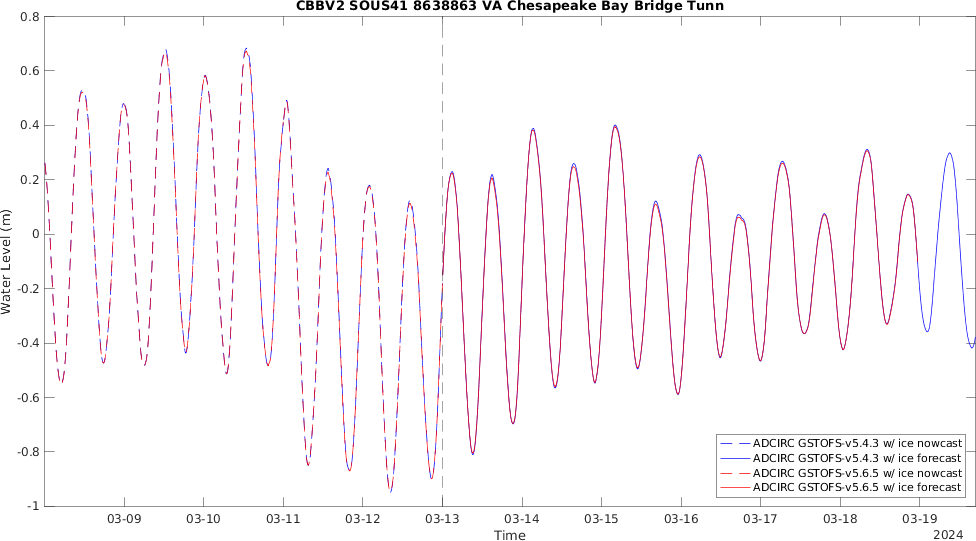 CBBV2 SOUS41 8638863 VA Chesapeake Bay Bridge Tunn
0.8
0.6
0.4
0.2
0
-0.2
-0.4
-0.6
-0.8
-1
Water Level (m)
03-09 03-10 03-11 03-12 03-13 03-14 03-15 03-16 03-17 03-18 03-19
Time
2024
ADCIRC GSTOFS-v5.4.3 w/ ice nowcast
ADCIRC GSTOFS-v5.4.3 w/ ice forecast
ADCIRC GSTOFS-v5.6.5 w/ ice nowcast
ADCIRC GSTOFS-v5.6.5 w/ ice forecast